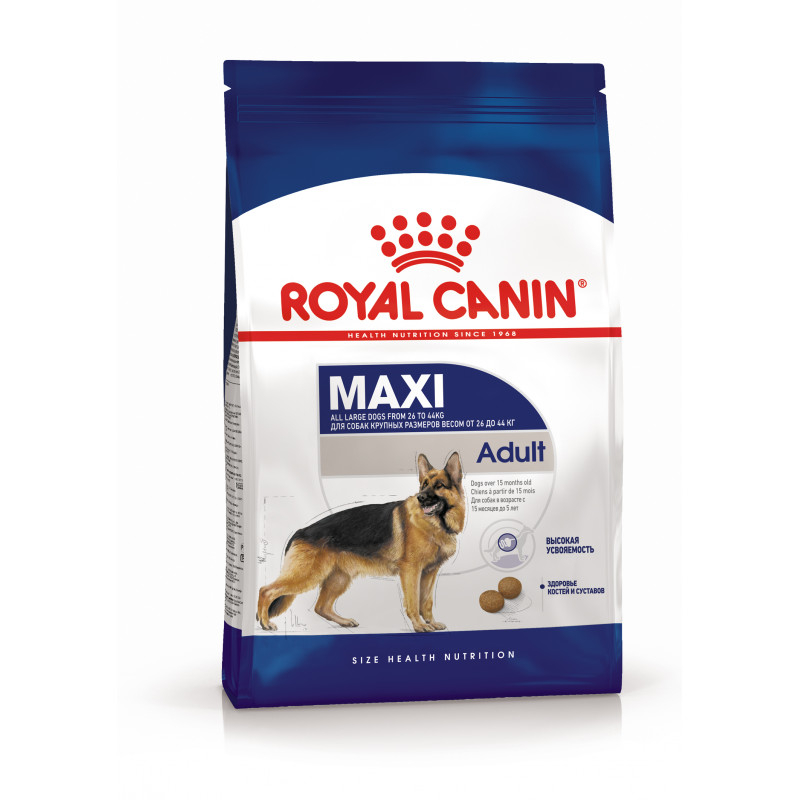 ROYAL CANIN®
HEALTH NUTRITION SINCE 1968
MAXI
ALL LARGE DOGS FROM 26 TO 44KG
ДЛЯ СОБАК КРУПНЫХ РАЗМЕРОВ ВЕСОМ ОТ 26 ДО 44 КГ
Adult
Dogs over 15 months old
Chiens à partir de 15 mois
Для собак в возрасте с
15 месяцев до 5 лет
ВЫСОКАЯ
УСВОЯЕМОСТЬ
ЗДОРОВЬЕ
КОСТЕЙ И СУСТАВОВ
SIZE HEALTH NUTRITION